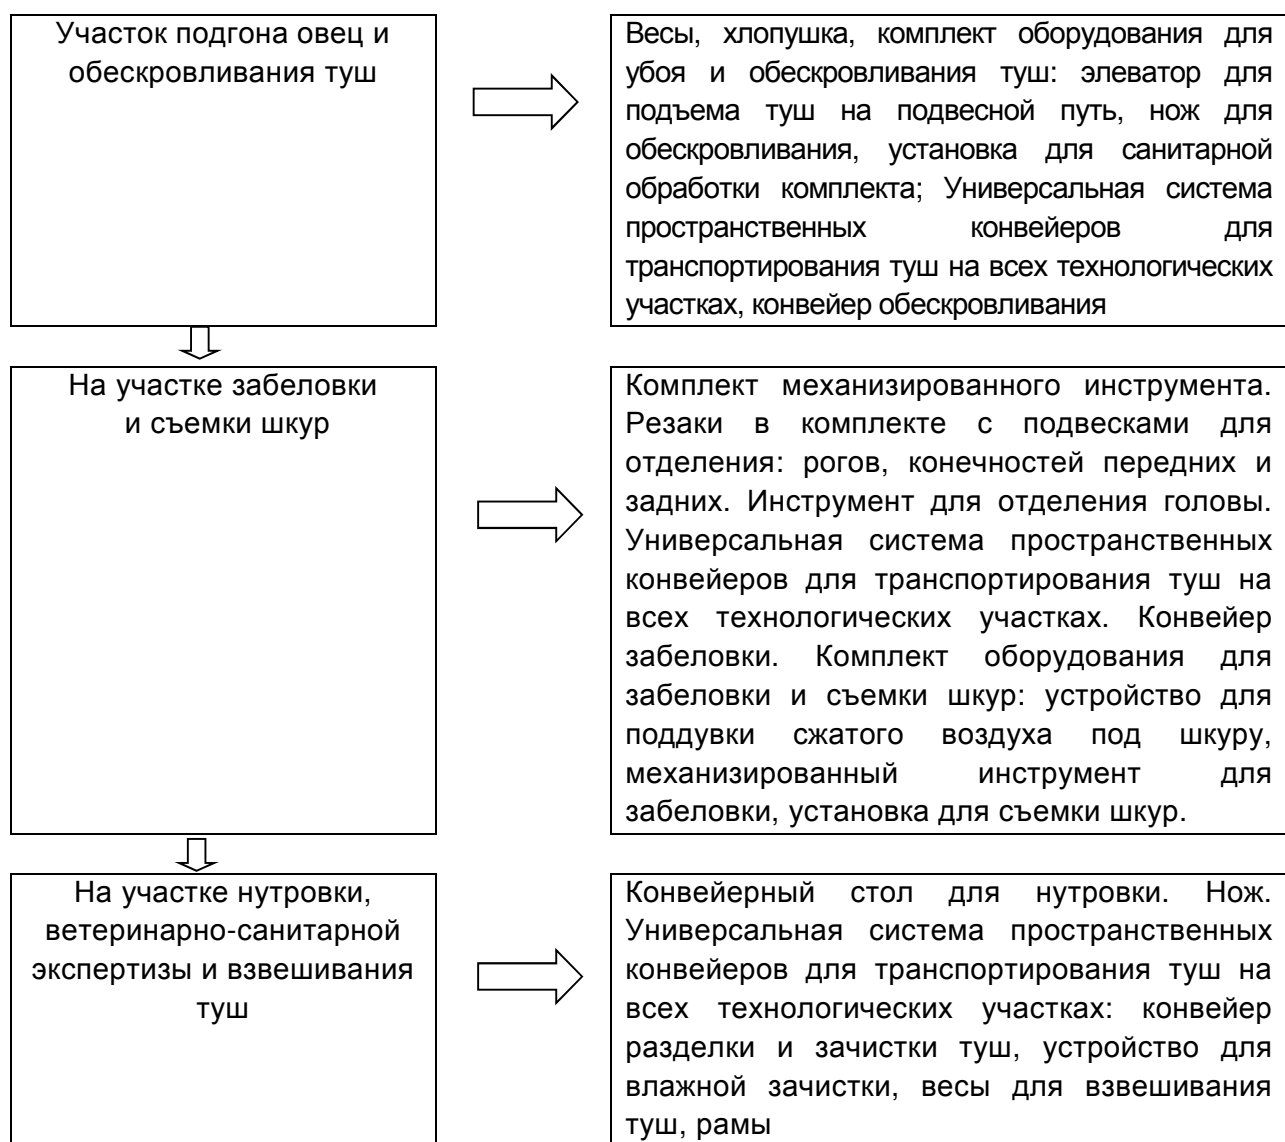 Участок подгона овец и
обескровливания туш
Весы, хлопушка, комплект оборудования для
убоя и обескровливания туш: элеватор для
подъема туш на подвесной путь, нож для
обескровливания, установка для санитарной
обработки комплекта; Универсальная система
пространственных конвейеров для
транспортирования туш на всех технологических
участках, конвейер обескровливания
На участке забеловки
и съемки шкур
Комплект механизированного инструмента.
Резаки в комплекте с подвесками для
отделения: рогов, конечностей передних и
задних. Инструмент для отделения головы.
Универсальная система пространственных
конвейеров для транспортирования туш на
всех технологических участках. Конвейер
забеловки. Комплект оборудования для
забеловки и съемки шкур: устройство для
поддувки сжатого воздуха под шкуру,
механизированный инструмент для
забеловки, установка для съемки шкур.
На участке нутровки,
ветеринарно-санитарной
экспертизы и взвешивания
туш
Конвейерный стол для нутровки. Нож.
Универсальная система пространственных
конвейеров для транспортирования туш на
всех технологических участках: конвейер
разделки и зачистки туш, устройство для
влажной зачистки, весы для взвешивания
туш, рамы